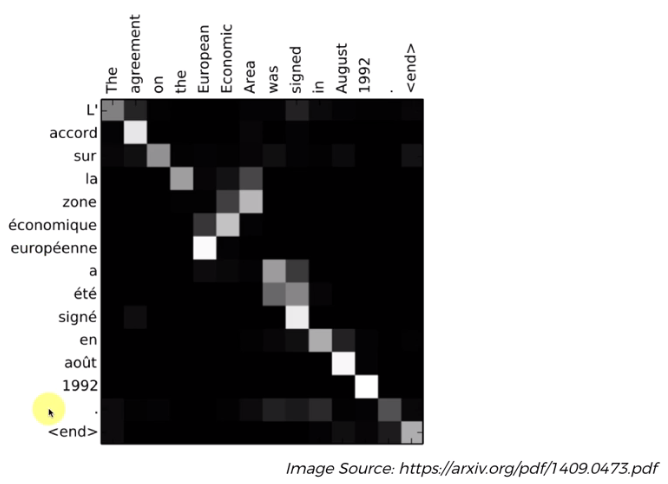 The agreement on the European Economic Area was signed in August 1992 . <end>
L'
accord
sur
la
zone
économique
européenne
a
été
signé
en
août
1992
.
<end>
Image Source: https://arxiv.org/pdf/1409.0473.pdf